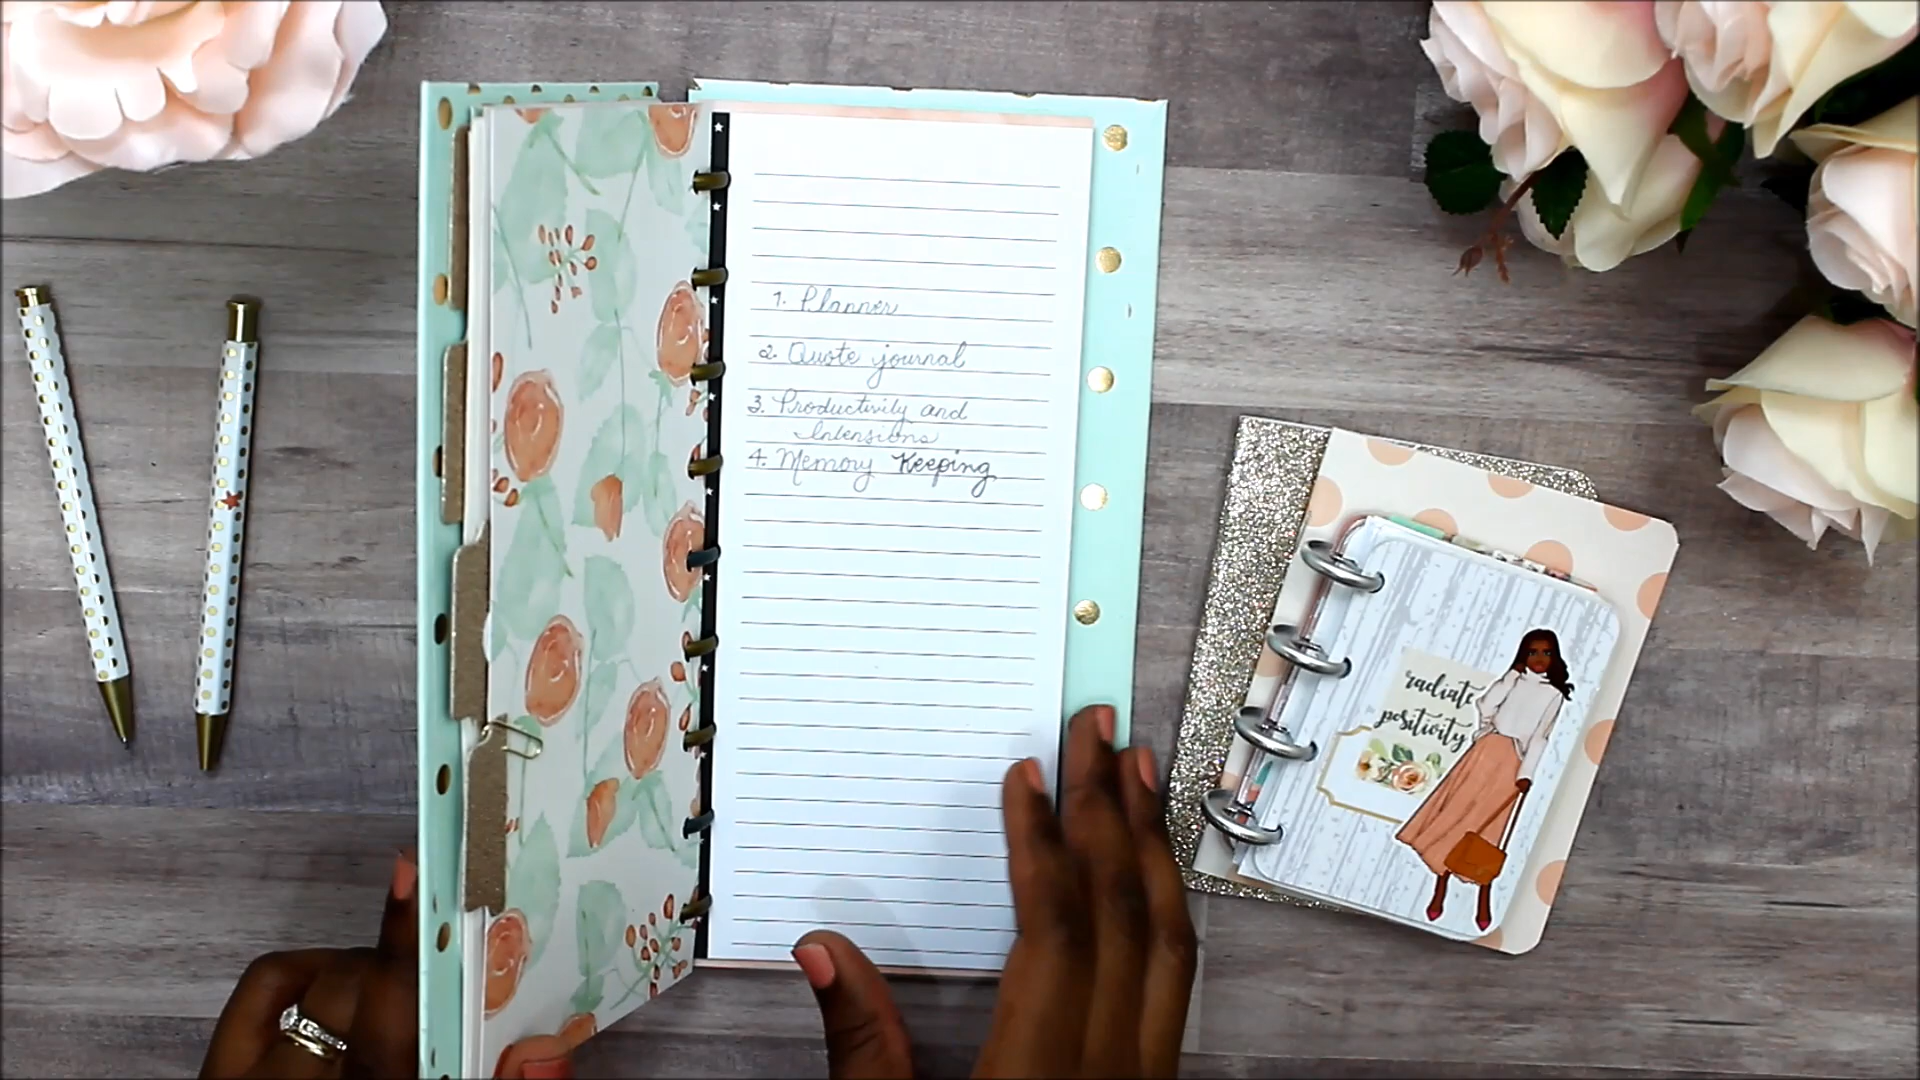 1. Planner
2. Quote journal
3. Productivity and
Intensions
4. Memory Keeping
radiate
positivity